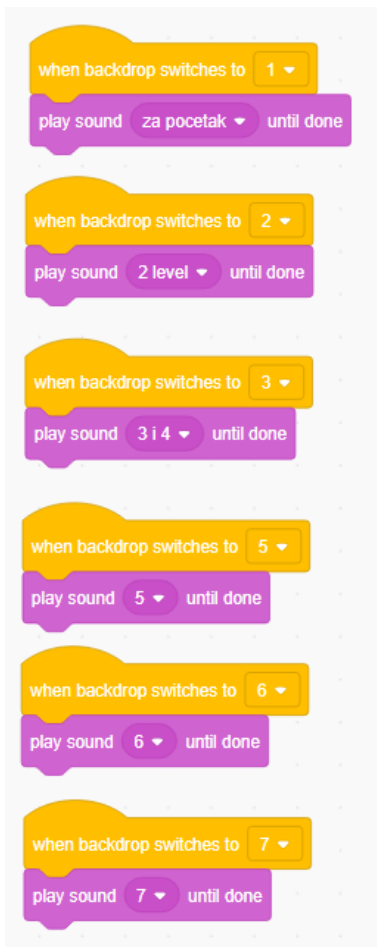 when backdrop switches to 1
play sound za pocetak until done
when backdrop switches to 2
play sound 2 level until done
when backdrop switches to 3
play sound 3 i 4 until done
when backdrop switches to 5
play sound 5 until done
when backdrop switches to 6
play sound 6 until done
when backdrop switches to 7
play sound 7 until done